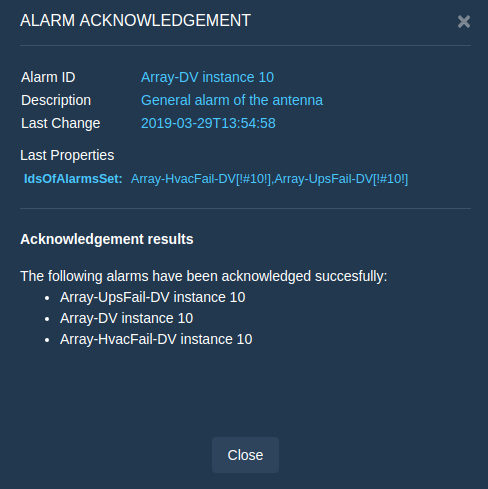 ALARM ACKNOWLEDGEMENT
Alarm ID Array-DV instance 10
Description General alarm of the antenna
Last Change 2019-03-29T13:54:58
Last Properties
IdsOfAlarmsSet: Array-HvacFail-DV[!#10!],Array-UpsFail-DV[!#10!]
Acknowledgement results
The following alarms have been acknowledged succesfully:
• Array-UpsFail-DV instance 10
• Array-DV instance 10
• Array-HvacFail-DV instance 10
Close